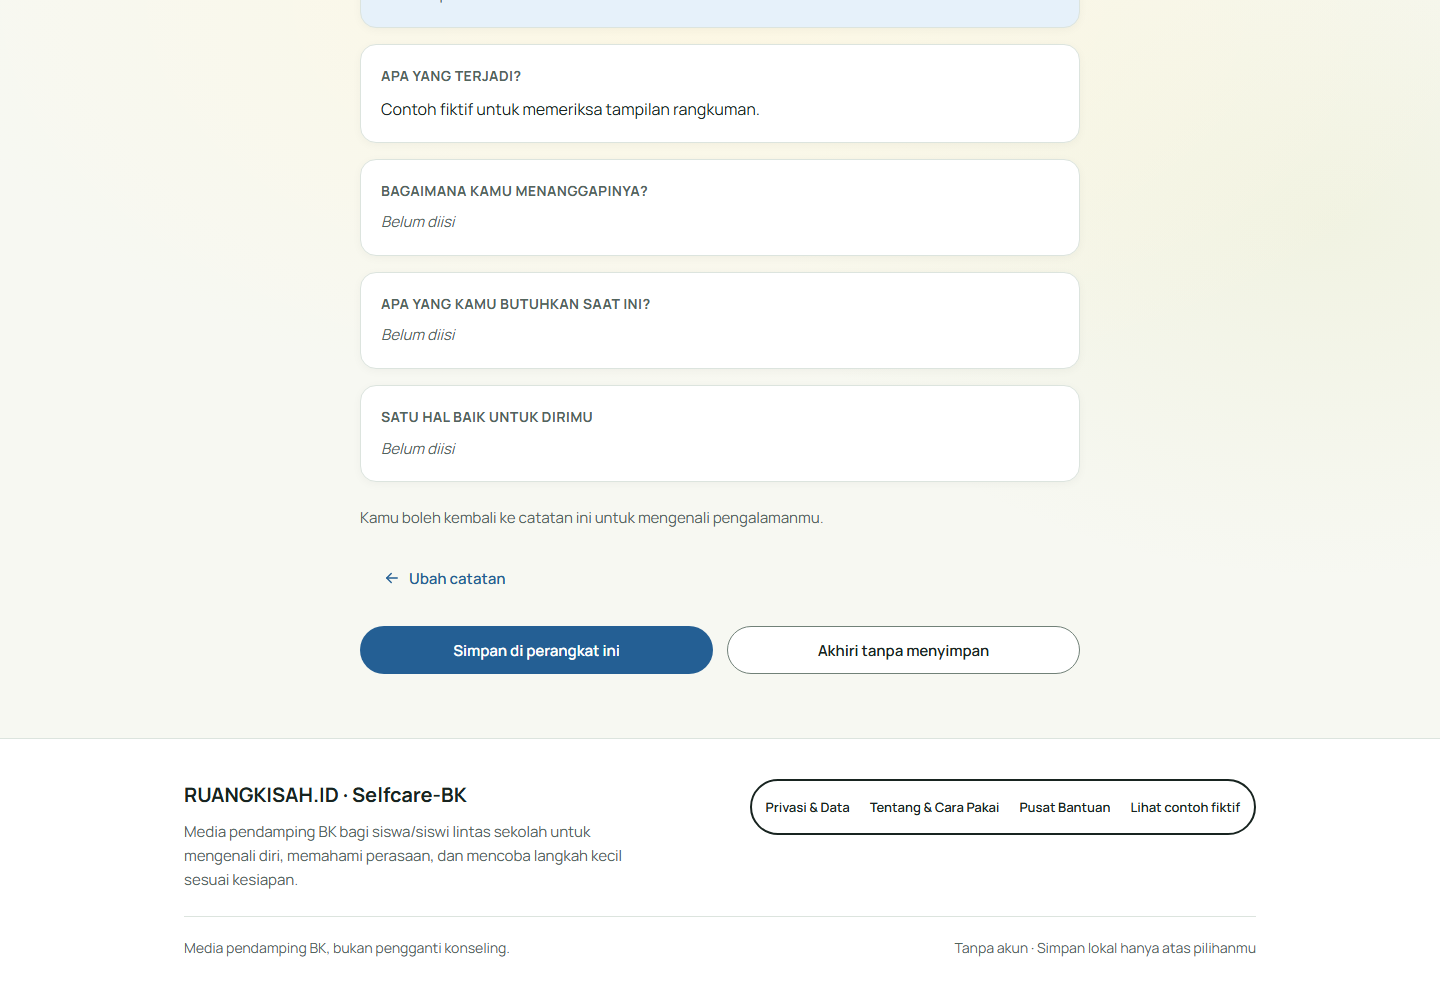 APA YANG TERJADI?
Contoh fiktif untuk memeriksa tampilan rangkuman.
BAGAIMANA KAMU MENANGGAPINYA?
Belum diisi
APA YANG KAMU BUTUHKAN SAAT INI?
Belum diisi
SATU HAL BAIK UNTUK DIRIMU
Belum diisi
Kamu boleh kembali ke catatan ini untuk mengenali pengalamanmu.
← Ubah catatan
Simpan di perangkat ini
Akhiri tanpa menyimpan
RUANGKISAH.ID · Selfcare-BK
Media pendamping BK bagi siswa/siswi lintas sekolah untuk
mengenali diri, memahami perasaan, dan mencoba langkah kecil
sesuai kesiapan.
Privasi & Data Tentang & Cara Pakai Pusat Bantuan Lihat contoh fiktif
Media pendamping BK, bukan pengganti konseling.
Tanpa akun · Simpan lokal hanya atas pilihanmu